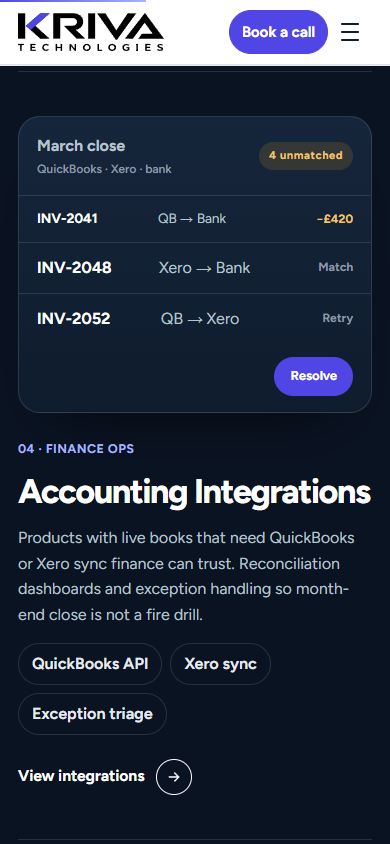 KRIVA
TECHNOLOGIES
Book a call
March close
QuickBooks · Xero · bank
4 unmatched
INV-2041 QB → Bank −£420
INV-2048 Xero → Bank Match
INV-2052 QB → Xero Retry
Resolve
04 · FINANCE OPS
Accounting Integrations
Products with live books that need QuickBooks
or Xero sync finance can trust. Reconciliation
dashboards and exception handling so month-
end close is not a fire drill.
QuickBooks API Xero sync
Exception triage
View integrations →